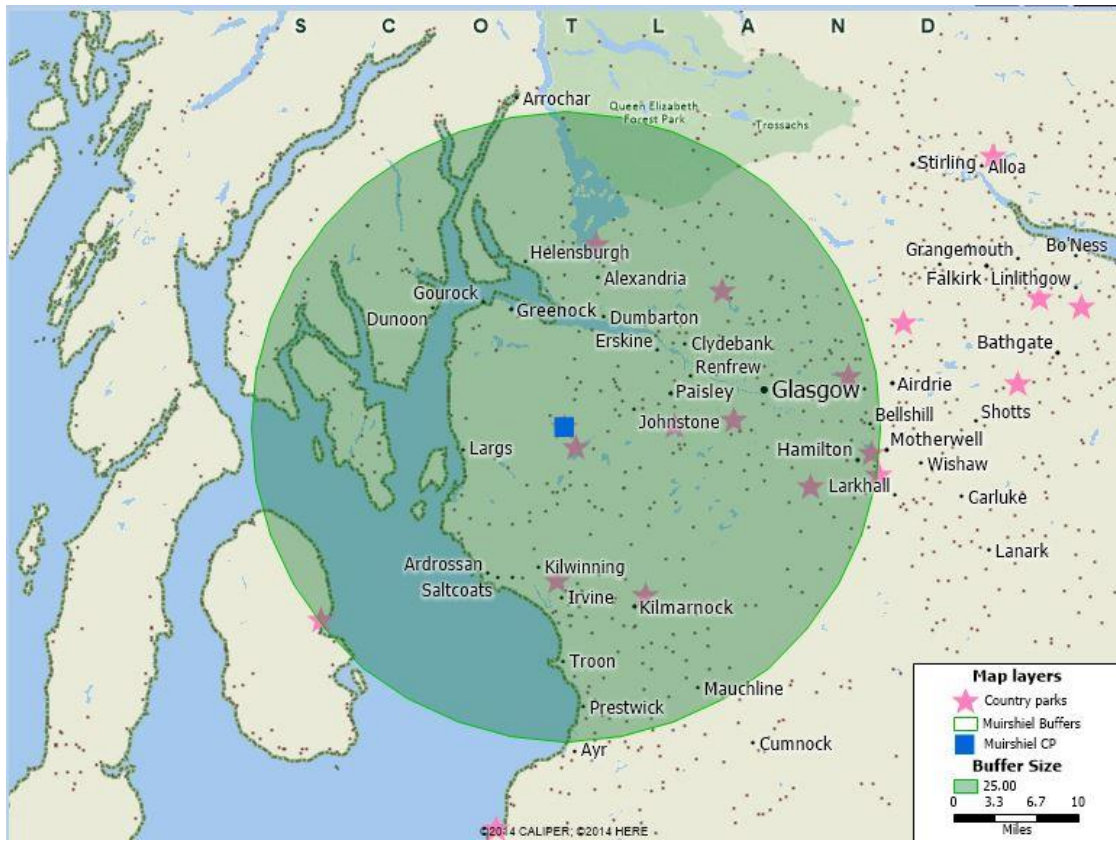 S C O T L A N D
Arrochar
Queen Elizabeth
Forest Park
Trossachs
Stirling
Alloa
Helensburgh
Grangemouth
Bo'Ness
Alexandria
Falkirk
Linlithgow
Gourock
Greenock
Dunoon
Dumbarton
Erskine
Clydebank
Bathgate
Renfrew
Paisley
Glasgow
Airdrie
Johnstone
Bellshill
Shotts
Largs
Hamilton
Motherwell
Wishaw
Larkhall
Carluke
Lanark
Ardrossan
Kilwinning
Saltcoats
Irvine
Kilmarnock
Troon
Mauchline
Prestwick
Ayr
Cumnock
Map layers
Country parks
Muirshiel Buffers
Muirshiel CP
Buffer Size
25.00
0 3.3 6.7 10
Miles
©2014 CALIPER; ©2014 HERE